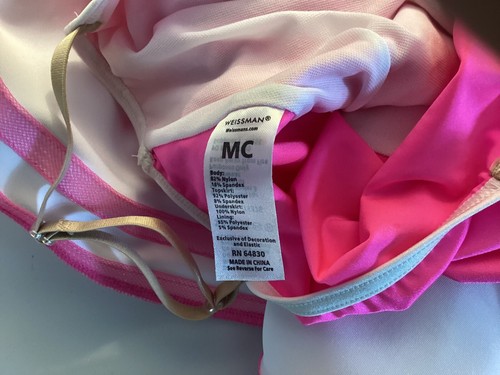 WEISSMAN®
Weissman.com
MC
Body:
82% Nylon
18% Spandex
Topskirt:
92% Polyester
8% Spandex
Underskirt:
100% Nylon
Lining:
95% Polyester
5% Spandex
Exclusive of Decoration
and Elastic
RN 64830
MADE IN CHINA
See Reverse For Care